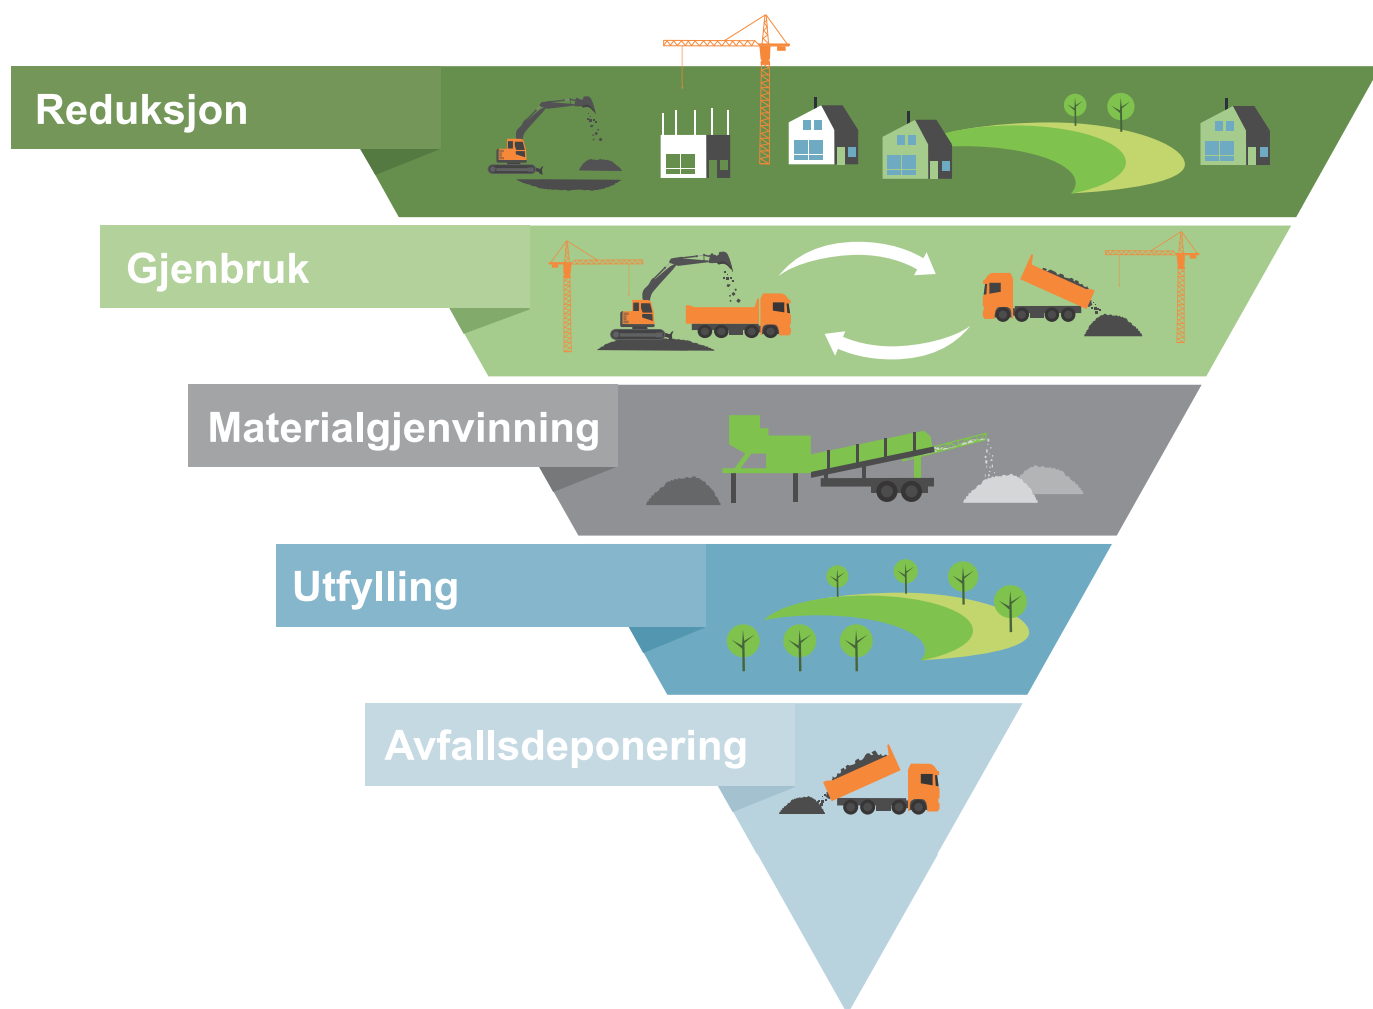 Reduksjon
Gjenbruk
Materialgjenvinning
Utfylling
Avfallsdeponering